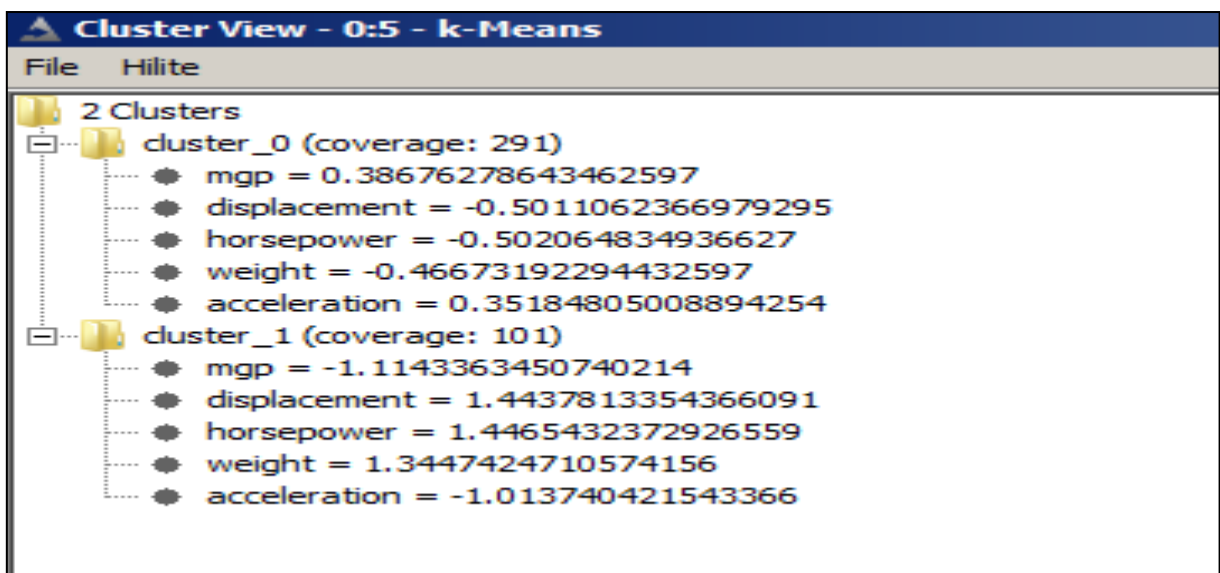 Cluster View - 0:5 - k-Means
File Hilite
2 Clusters
cluster_0 (coverage: 291)
mgp = 0.38676278643462597
displacement = -0.5011062366979295
horsepower = -0.502064834936627
weight = -0.46673192294432597
acceleration = 0.35184805008894254
cluster_1 (coverage: 101)
mgp = -1.1143363450740214
displacement = 1.4437813354366091
horsepower = 1.4465432372926559
weight = 1.3447424710574156
acceleration = -1.013740421543366